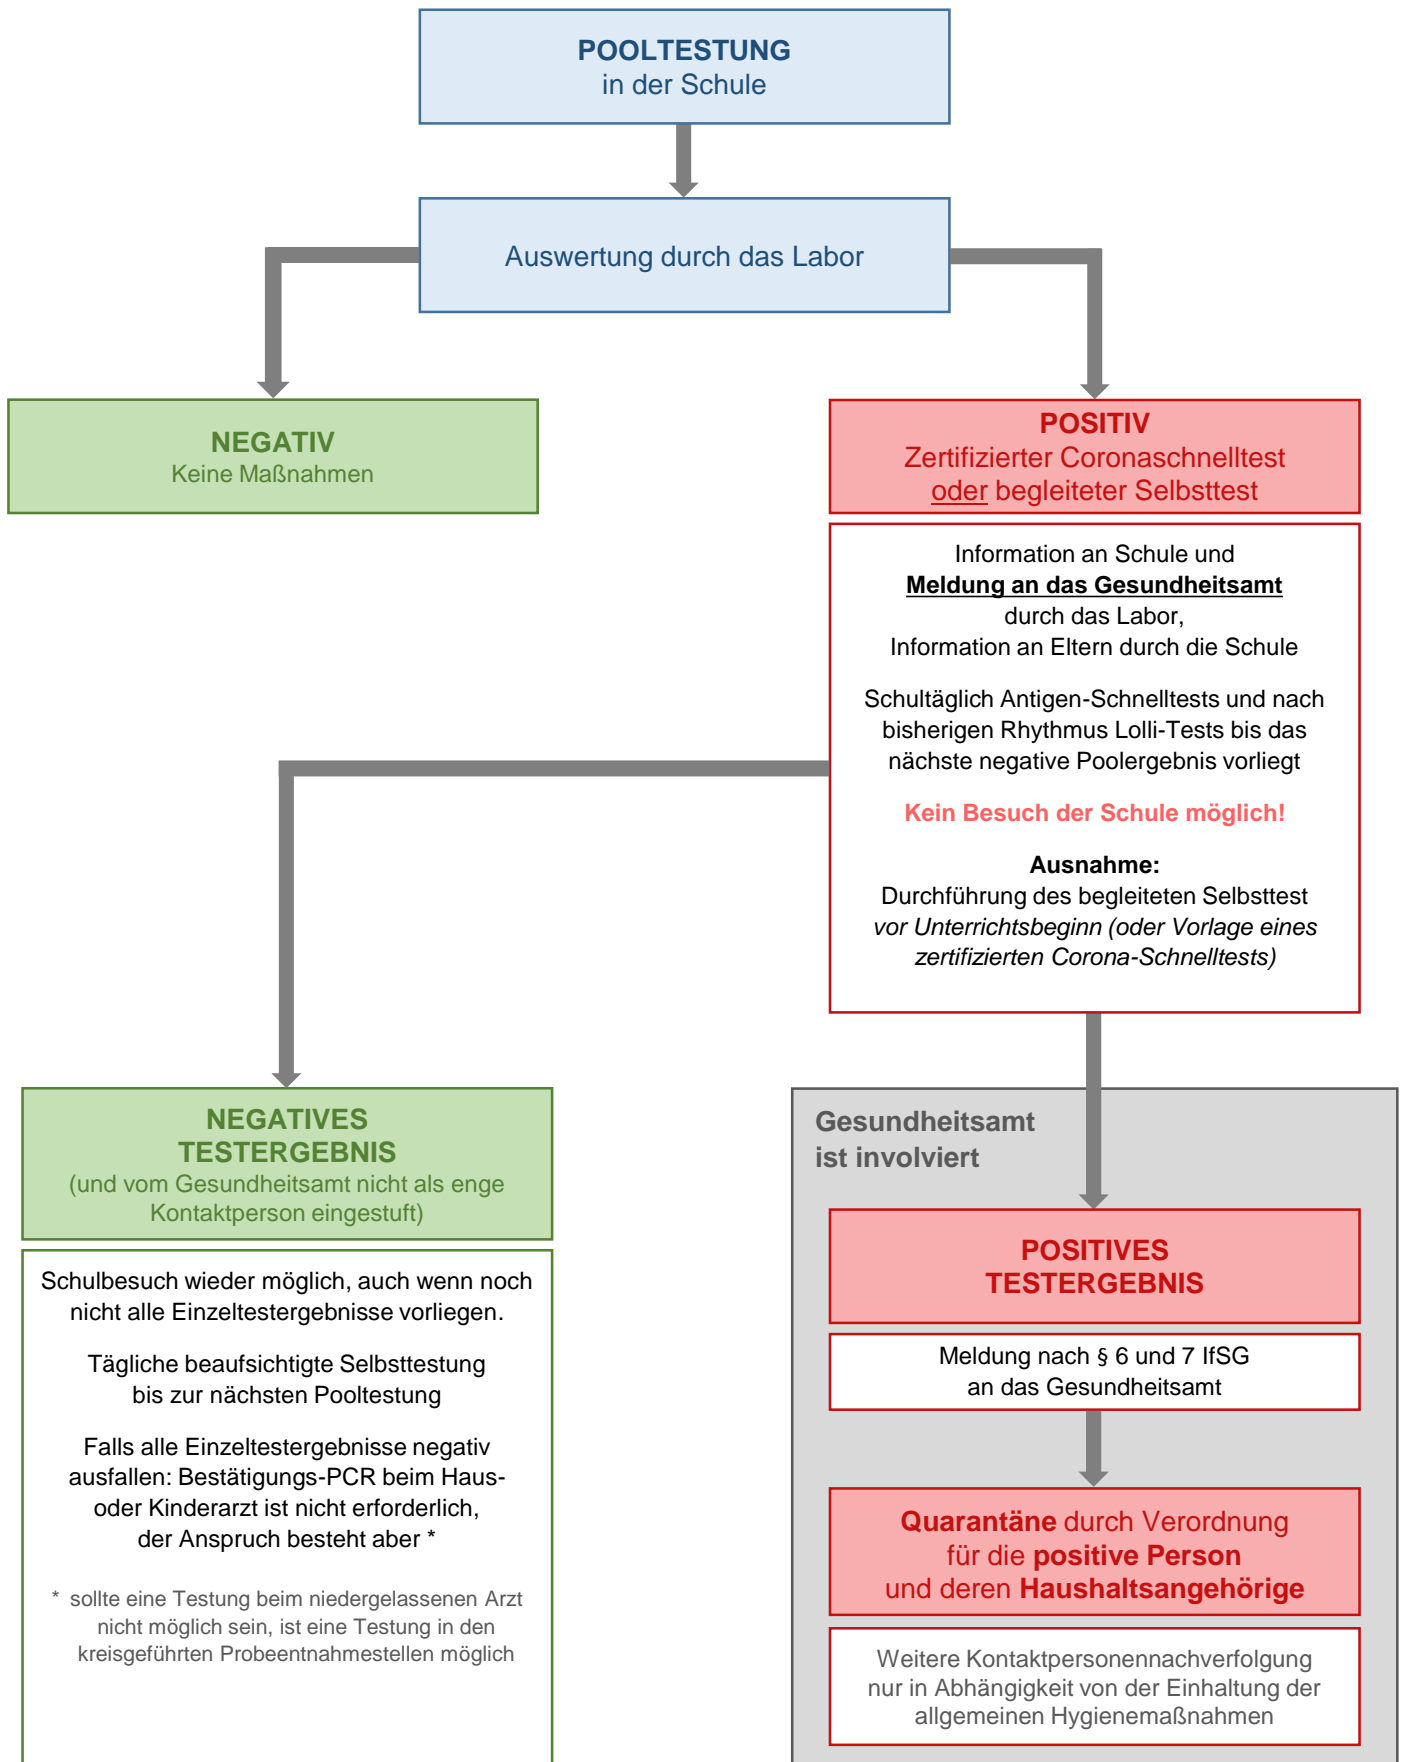 POOLTESTUNG
in der Schule
Auswertung durch das Labor
NEGATIV
Keine Maßnahmen
POSITIV
Zertifizierter Coronaschnelltest
oder begleiteter Selbsttest
Information an Schule und
Meldung an das Gesundheitsamt
durch das Labor,
Information an Eltern durch die Schule
Schultäglich Antigen-Schnelltests und nach
bisherigen Rhythmus Lolli-Tests bis das
nächste negative Poolergebnis vorliegt
Kein Besuch der Schule möglich!
Ausnahme:
Durchführung des begleiteten Selbsttest
vor Unterrichtsbeginn (oder Vorlage eines
zertifizierten Corona-Schnelltests)
NEGATIVES
TESTERGEBNIS
(und vom Gesundheitsamt nicht als enge
Kontaktperson eingestuft)
Schulbesuch wieder möglich, auch wenn noch
nicht alle Einzeltestergebnisse vorliegen.
Tägliche beaufsichtigte Selbsttestung
bis zur nächsten Pooltestung
Falls alle Einzeltestergebnisse negativ
ausfallen: Bestätigungs-PCR beim Haus-
oder Kinderarzt ist nicht erforderlich,
der Anspruch besteht aber *
* sollte eine Testung beim niedergelassenen Arzt
nicht möglich sein, ist eine Testung in den
kreisgeführten Probeentnahmestellen möglich
Gesundheitsamt
ist involviert
POSITIVES
TESTERGEBNIS
Meldung nach § 6 und 7 IfSG
an das Gesundheitsamt
Quarantäne durch Verordnung
für die positive Person
und deren Haushaltsangehörige
Weitere Kontaktpersonennachverfolgung
nur in Abhängigkeit von der Einhaltung der
allgemeinen Hygienemaßnahmen